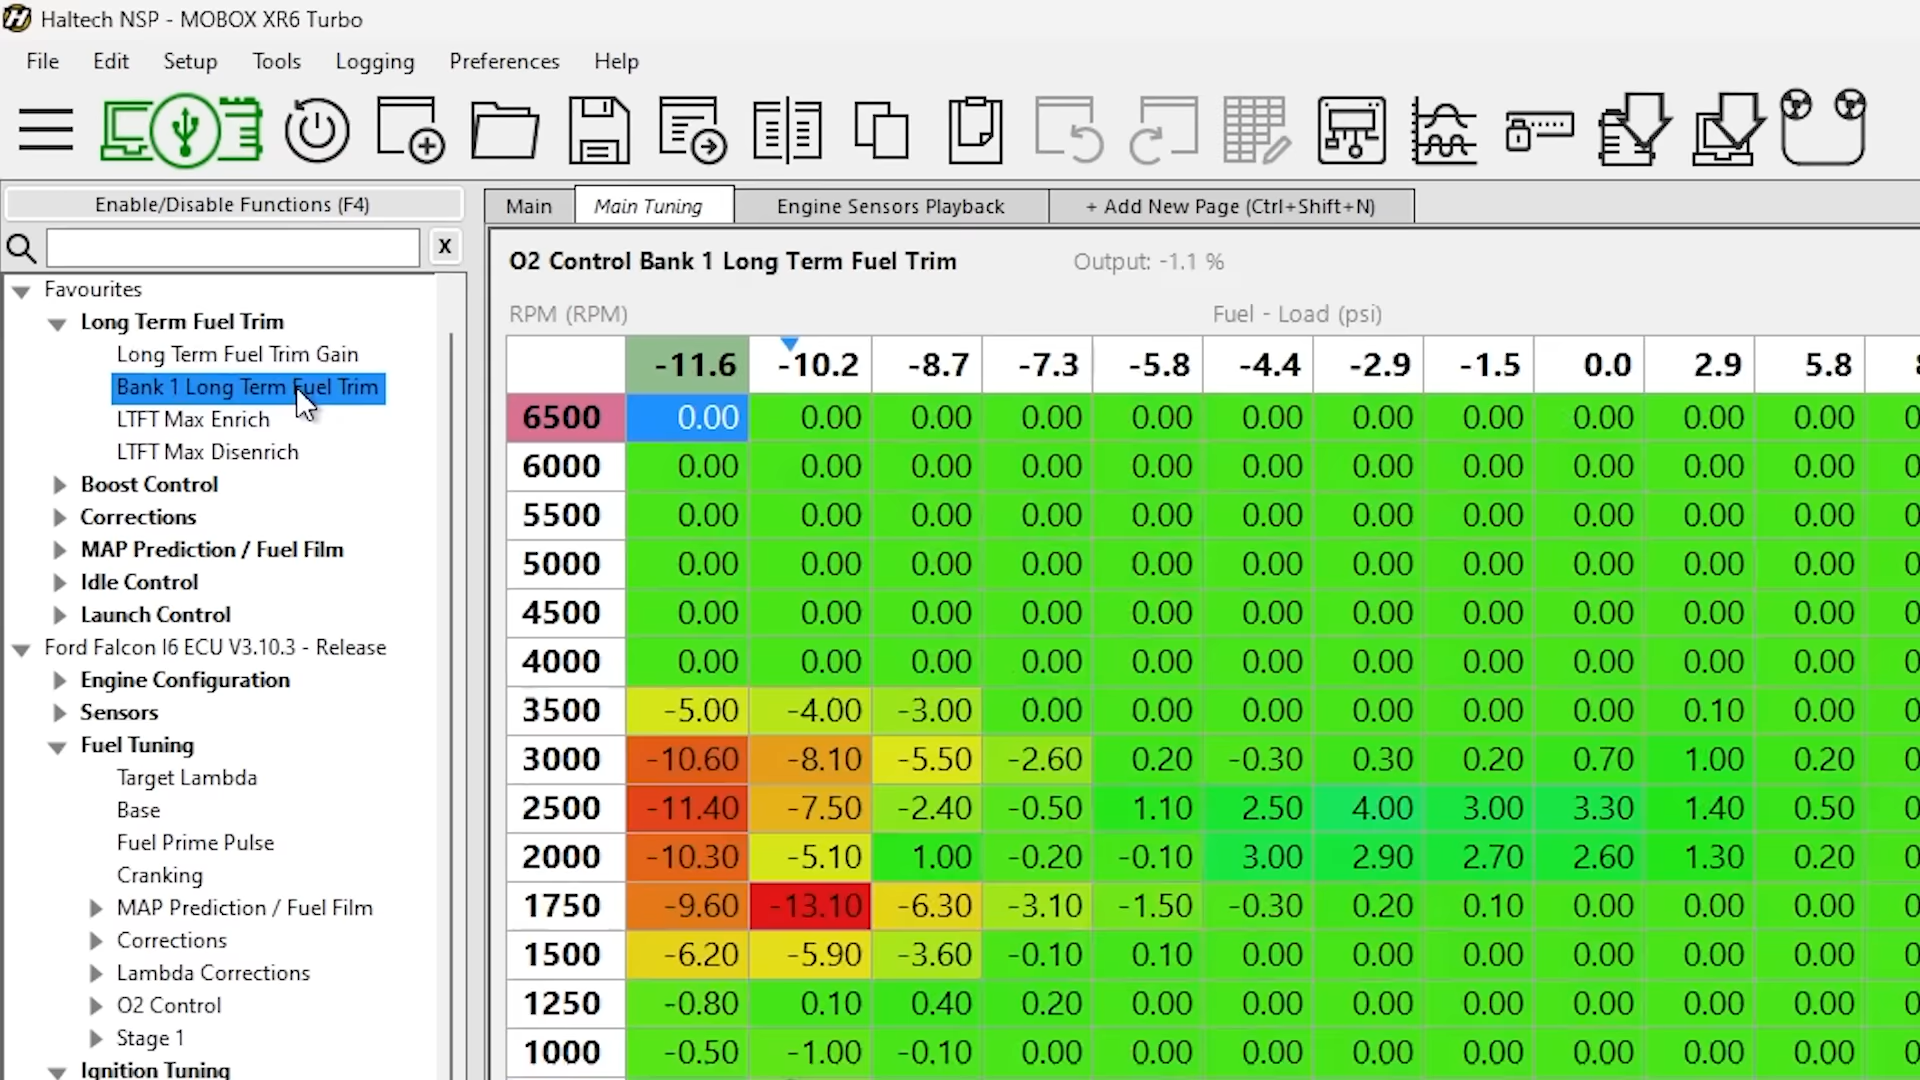 Haltech NSP - MOBOX XR6 Turbo
File Edit Setup Tools Logging Preferences Help
Enable/Disable Functions (F4)
Main Main Tuning Engine Sensors Playback + Add New Page (Ctrl+Shift+N)
X
O2 Control Bank 1 Long Term Fuel Trim Output: -1.1 %
RPM (RPM) Fuel - Load (psi)
Favourites
Long Term Fuel Trim
Long Term Fuel Trim Gain
Bank 1 Long Term Fuel Trim
LTFT Max Enrich
LTFT Max Disenrich
Boost Control
Corrections
MAP Prediction / Fuel Film
Idle Control
Launch Control
Ford Falcon I6 ECU V3.10.3 - Release
Engine Configuration
Sensors
Fuel Tuning
Target Lambda
Base
Fuel Prime Pulse
Cranking
MAP Prediction / Fuel Film
Corrections
Lambda Corrections
O2 Control
Stage 1
Ignition Tuning
-11.6 -10.2 -8.7 -7.3 -5.8 -4.4 -2.9 -1.5 0.0 2.9 5.8
6500 0.00 0.00 0.00 0.00 0.00 0.00 0.00 0.00 0.00 0.00 0.00 0
6000 0.00 0.00 0.00 0.00 0.00 0.00 0.00 0.00 0.00 0.00 0.00 0
5500 0.00 0.00 0.00 0.00 0.00 0.00 0.00 0.00 0.00 0.00 0.00 0
5000 0.00 0.00 0.00 0.00 0.00 0.00 0.00 0.00 0.00 0.00 0.00 0
4500 0.00 0.00 0.00 0.00 0.00 0.00 0.00 0.00 0.00 0.00 0.00 0
4000 0.00 0.00 0.00 0.00 0.00 0.00 0.00 0.00 0.00 0.00 0.00 0
3500 -5.00 -4.00 -3.00 0.00 0.00 0.00 0.00 0.00 0.00 0.10 0.00 0
3000 -10.60 -8.10 -5.50 -2.60 0.20 -0.30 0.30 0.20 0.70 1.00 0.20 0
2500 -11.40 -7.50 -2.40 -0.50 1.10 2.50 4.00 3.00 3.30 1.40 0.50 0
2000 -10.30 -5.10 1.00 -0.20 -0.10 3.00 2.90 2.70 2.60 1.30 0.20 0
1750 -9.60 -13.10 -6.30 -3.10 -1.50 -0.30 0.20 0.10 0.00 0.00 0.00 0
1500 -6.20 -5.90 -3.60 -0.10 0.10 0.00 0.00 0.00 0.00 0.00 0.00 0
1250 -0.80 0.10 0.40 0.20 0.00 0.00 0.00 0.00 0.00 0.00 0.00 0
1000 -0.50 -1.00 -0.10 0.00 0.00 0.00 0.00 0.00 0.00 0.00 0.00 0